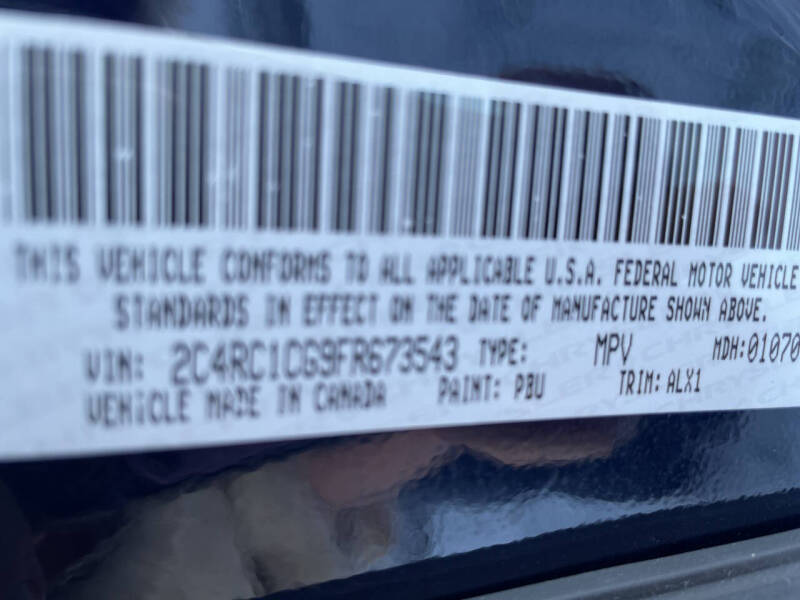 THIS VEHICLE CONFORMS TO ALL APPLICABLE U.S.A. FEDERAL MOTOR VEHICLE
STANDARDS IN EFFECT ON THE DATE OF MANUFACTURE SHOWN ABOVE.
VIN: 2C4RC1CG9FR673543 TYPE: MPV MDH:01070
VEHICLE MADE IN CANADA PAINT: PBU TRIM: ALX1